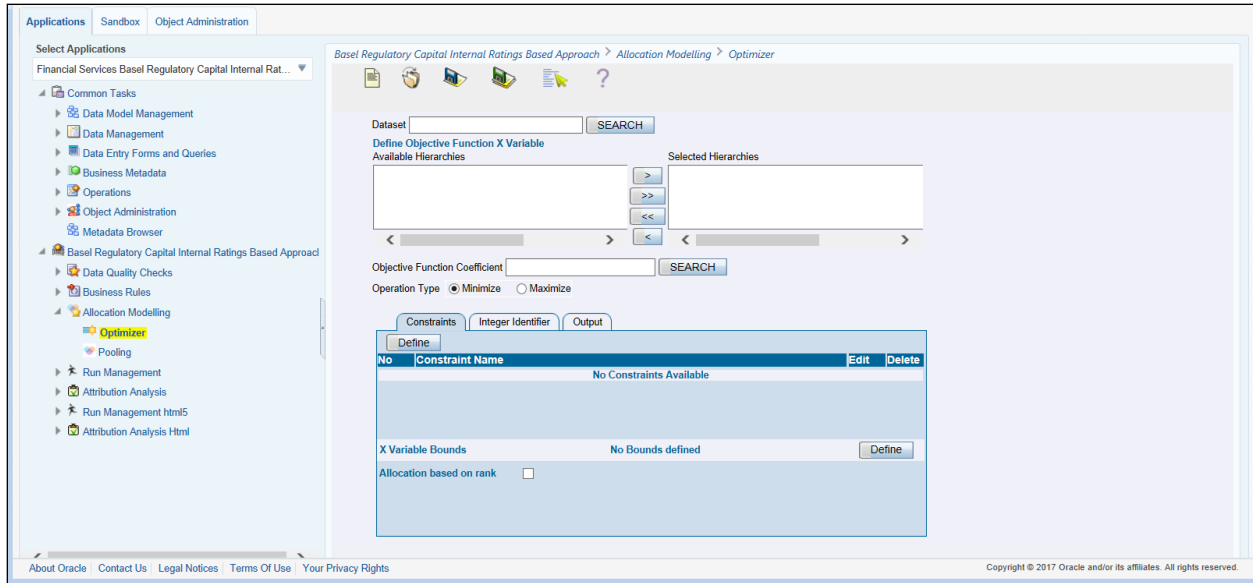 Applications Sandbox Object Administration
Select Applications
Financial Services Basel Regulatory Capital Internal Rat...
Common Tasks
Data Model Management
Data Management
Data Entry Forms and Queries
Business Metadata
Operations
Object Administration
Metadata Browser
Basel Regulatory Capital Internal Ratings Based Approacl
Data Quality Checks
Business Rules
Allocation Modelling
Optimizer
Pooling
Run Management
Attribution Analysis
Run Management html5
Attribution Analysis Html
Basel Regulatory Capital Internal Ratings Based Approach > Allocation Modelling > Optimizer
?
Dataset SEARCH
Define Objective Function X Variable
Available Hierarchies Selected Hierarchies
>
>>
<<
<
Objective Function Coefficient SEARCH
Operation Type Minimize Maximize
Constraints Integer Identifier Output
Define
No Constraint Name Edit Delete
No Constraints Available
X Variable Bounds No Bounds defined Define
Allocation based on rank
About Oracle Contact Us Legal Notices Terms Of Use Your Privacy Rights
Copyright © 2017 Oracle and/or its affiliates. All rights reserved.